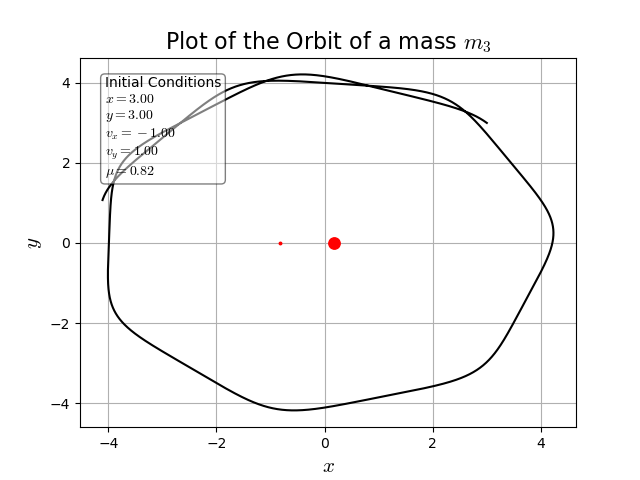 Plot of the Orbit of a mass m₃
Initial Conditions
x = 3.00
y = 3.00
vₓ = −1.00
v_y = 1.00
μ = 0.82
4
2
0
−2
−4
y
−4
−2
0
2
4
x